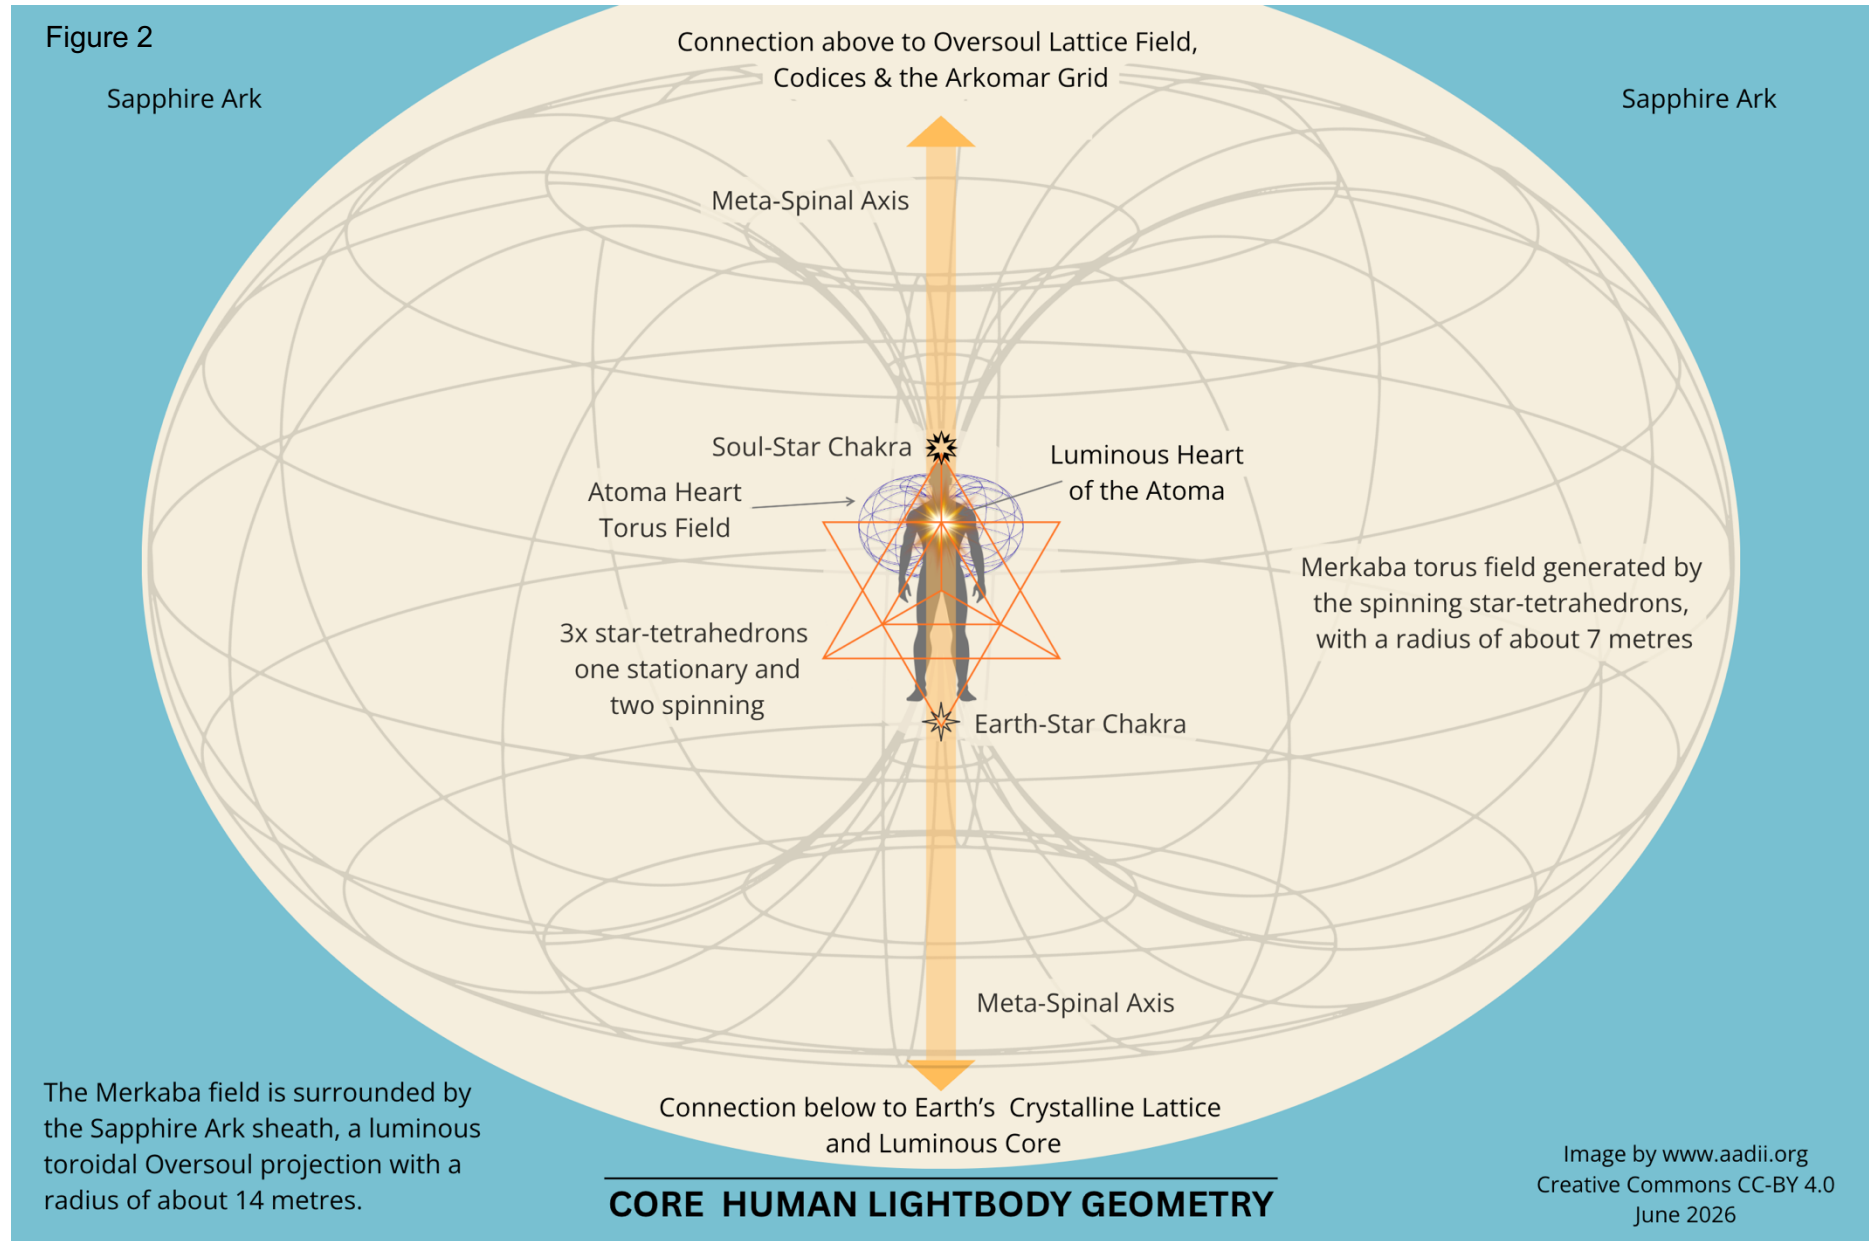 Figure 2
Sapphire Ark
Connection above to Oversoul Lattice Field,
Codices & the Arkomar Grid
Sapphire Ark
Meta-Spinal Axis
Soul-Star Chakra
Luminous Heart
of the Atoma
Atoma Heart
Torus Field
Merkaba torus field generated by
the spinning star-tetrahedrons,
with a radius of about 7 metres
3x star-tetrahedrons
one stationary and
two spinning
Earth-Star Chakra
Meta-Spinal Axis
Connection below to Earth’s  Crystalline Lattice
and Luminous Core
The Merkaba field is surrounded by
the Sapphire Ark sheath, a luminous
toroidal Oversoul projection with a
radius of about 14 metres.
CORE  HUMAN LIGHTBODY GEOMETRY
Image by www.aadii.org
Creative Commons CC-BY 4.0
June 2026